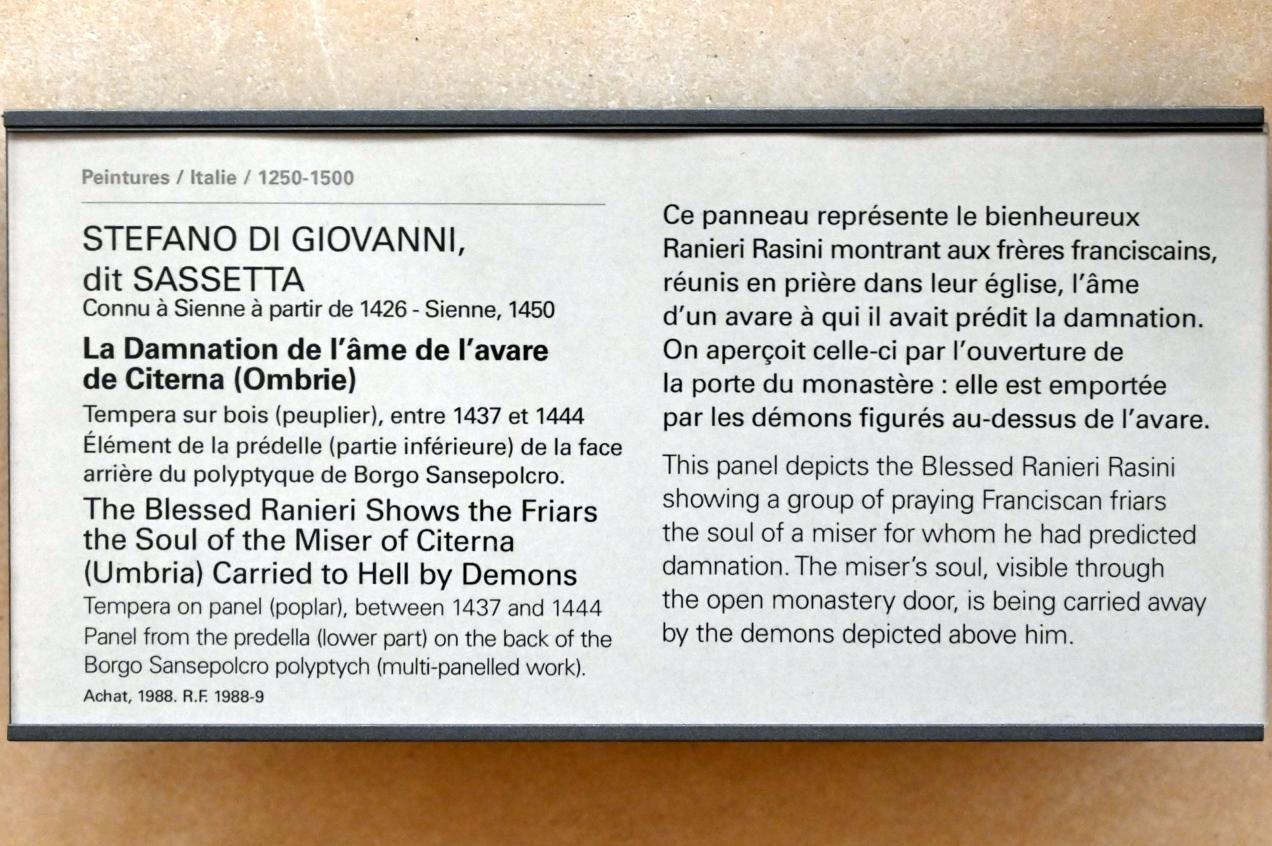 Peintures / Italie / 1250-1500
STEFANO DI GIOVANNI,
dit SASSETTA
Connu à Sienne à partir de 1426 - Sienne, 1450
La Damnation de l'âme de l'avare
de Citerna (Ombrie)
Tempera sur bois (peuplier), entre 1437 et 1444
Élément de la prédelle (partie inférieure) de la face
arrière du polyptyque de Borgo Sansepolcro.
The Blessed Ranieri Shows the Friars
the Soul of the Miser of Citerna
(Umbria) Carried to Hell by Demons
Tempera on panel (poplar), between 1437 and 1444
Panel from the predella (lower part) on the back of the
Borgo Sansepolcro polyptych (multi-panelled work).
Achat, 1988. R.F. 1988-9
Ce panneau représente le bienheureux
Ranieri Rasini montrant aux frères franciscains,
réunis en prière dans leur église, l'âme
d'un avare à qui il avait prédit la damnation.
On aperçoit celle-ci par l'ouverture de
la porte du monastère : elle est emportée
par les démons figurés au-dessus de l'avare.
This panel depicts the Blessed Ranieri Rasini
showing a group of praying Franciscan friars
the soul of a miser for whom he had predicted
damnation. The miser's soul, visible through
the open monastery door, is being carried away
by the demons depicted above him.